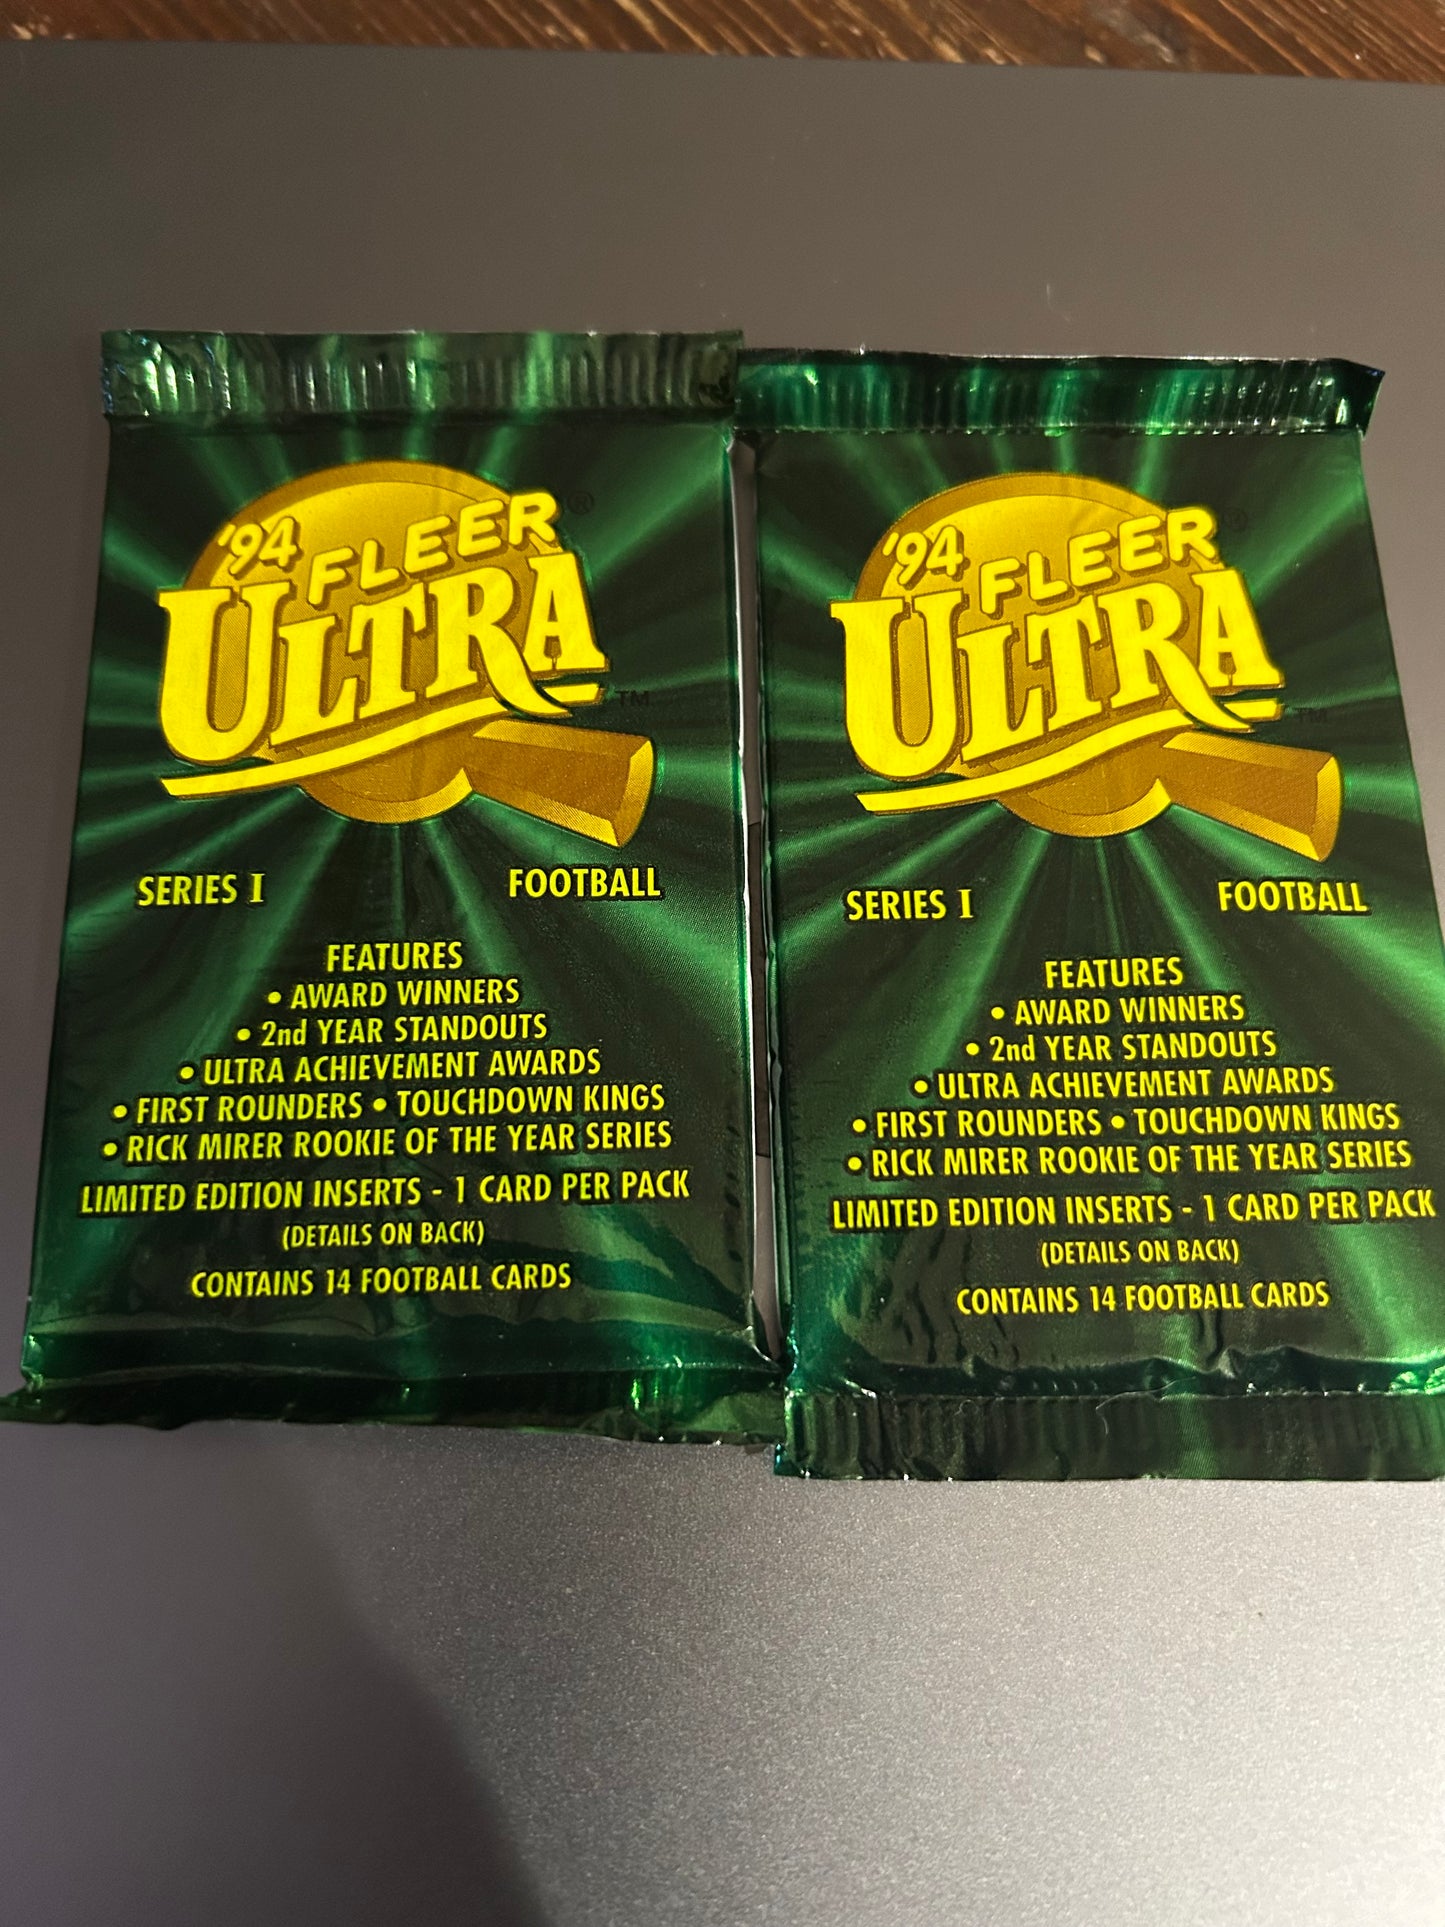 '94 FLEER ®
ULTRA ™
SERIES I FOOTBALL
FEATURES
• AWARD WINNERS
• 2nd YEAR STANDOUTS
• ULTRA ACHIEVEMENT AWARDS
• FIRST ROUNDERS • TOUCHDOWN KINGS
• RICK MIRER ROOKIE OF THE YEAR SERIES
LIMITED EDITION INSERTS - 1 CARD PER PACK
(DETAILS ON BACK)
CONTAINS 14 FOOTBALL CARDS
'94 FLEER ®
ULTRA ™
SERIES I FOOTBALL
FEATURES
• AWARD WINNERS
• 2nd YEAR STANDOUTS
• ULTRA ACHIEVEMENT AWARDS
• FIRST ROUNDERS • TOUCHDOWN KINGS
• RICK MIRER ROOKIE OF THE YEAR SERIES
LIMITED EDITION INSERTS - 1 CARD PER PACK
(DETAILS ON BACK)
CONTAINS 14 FOOTBALL CARDS